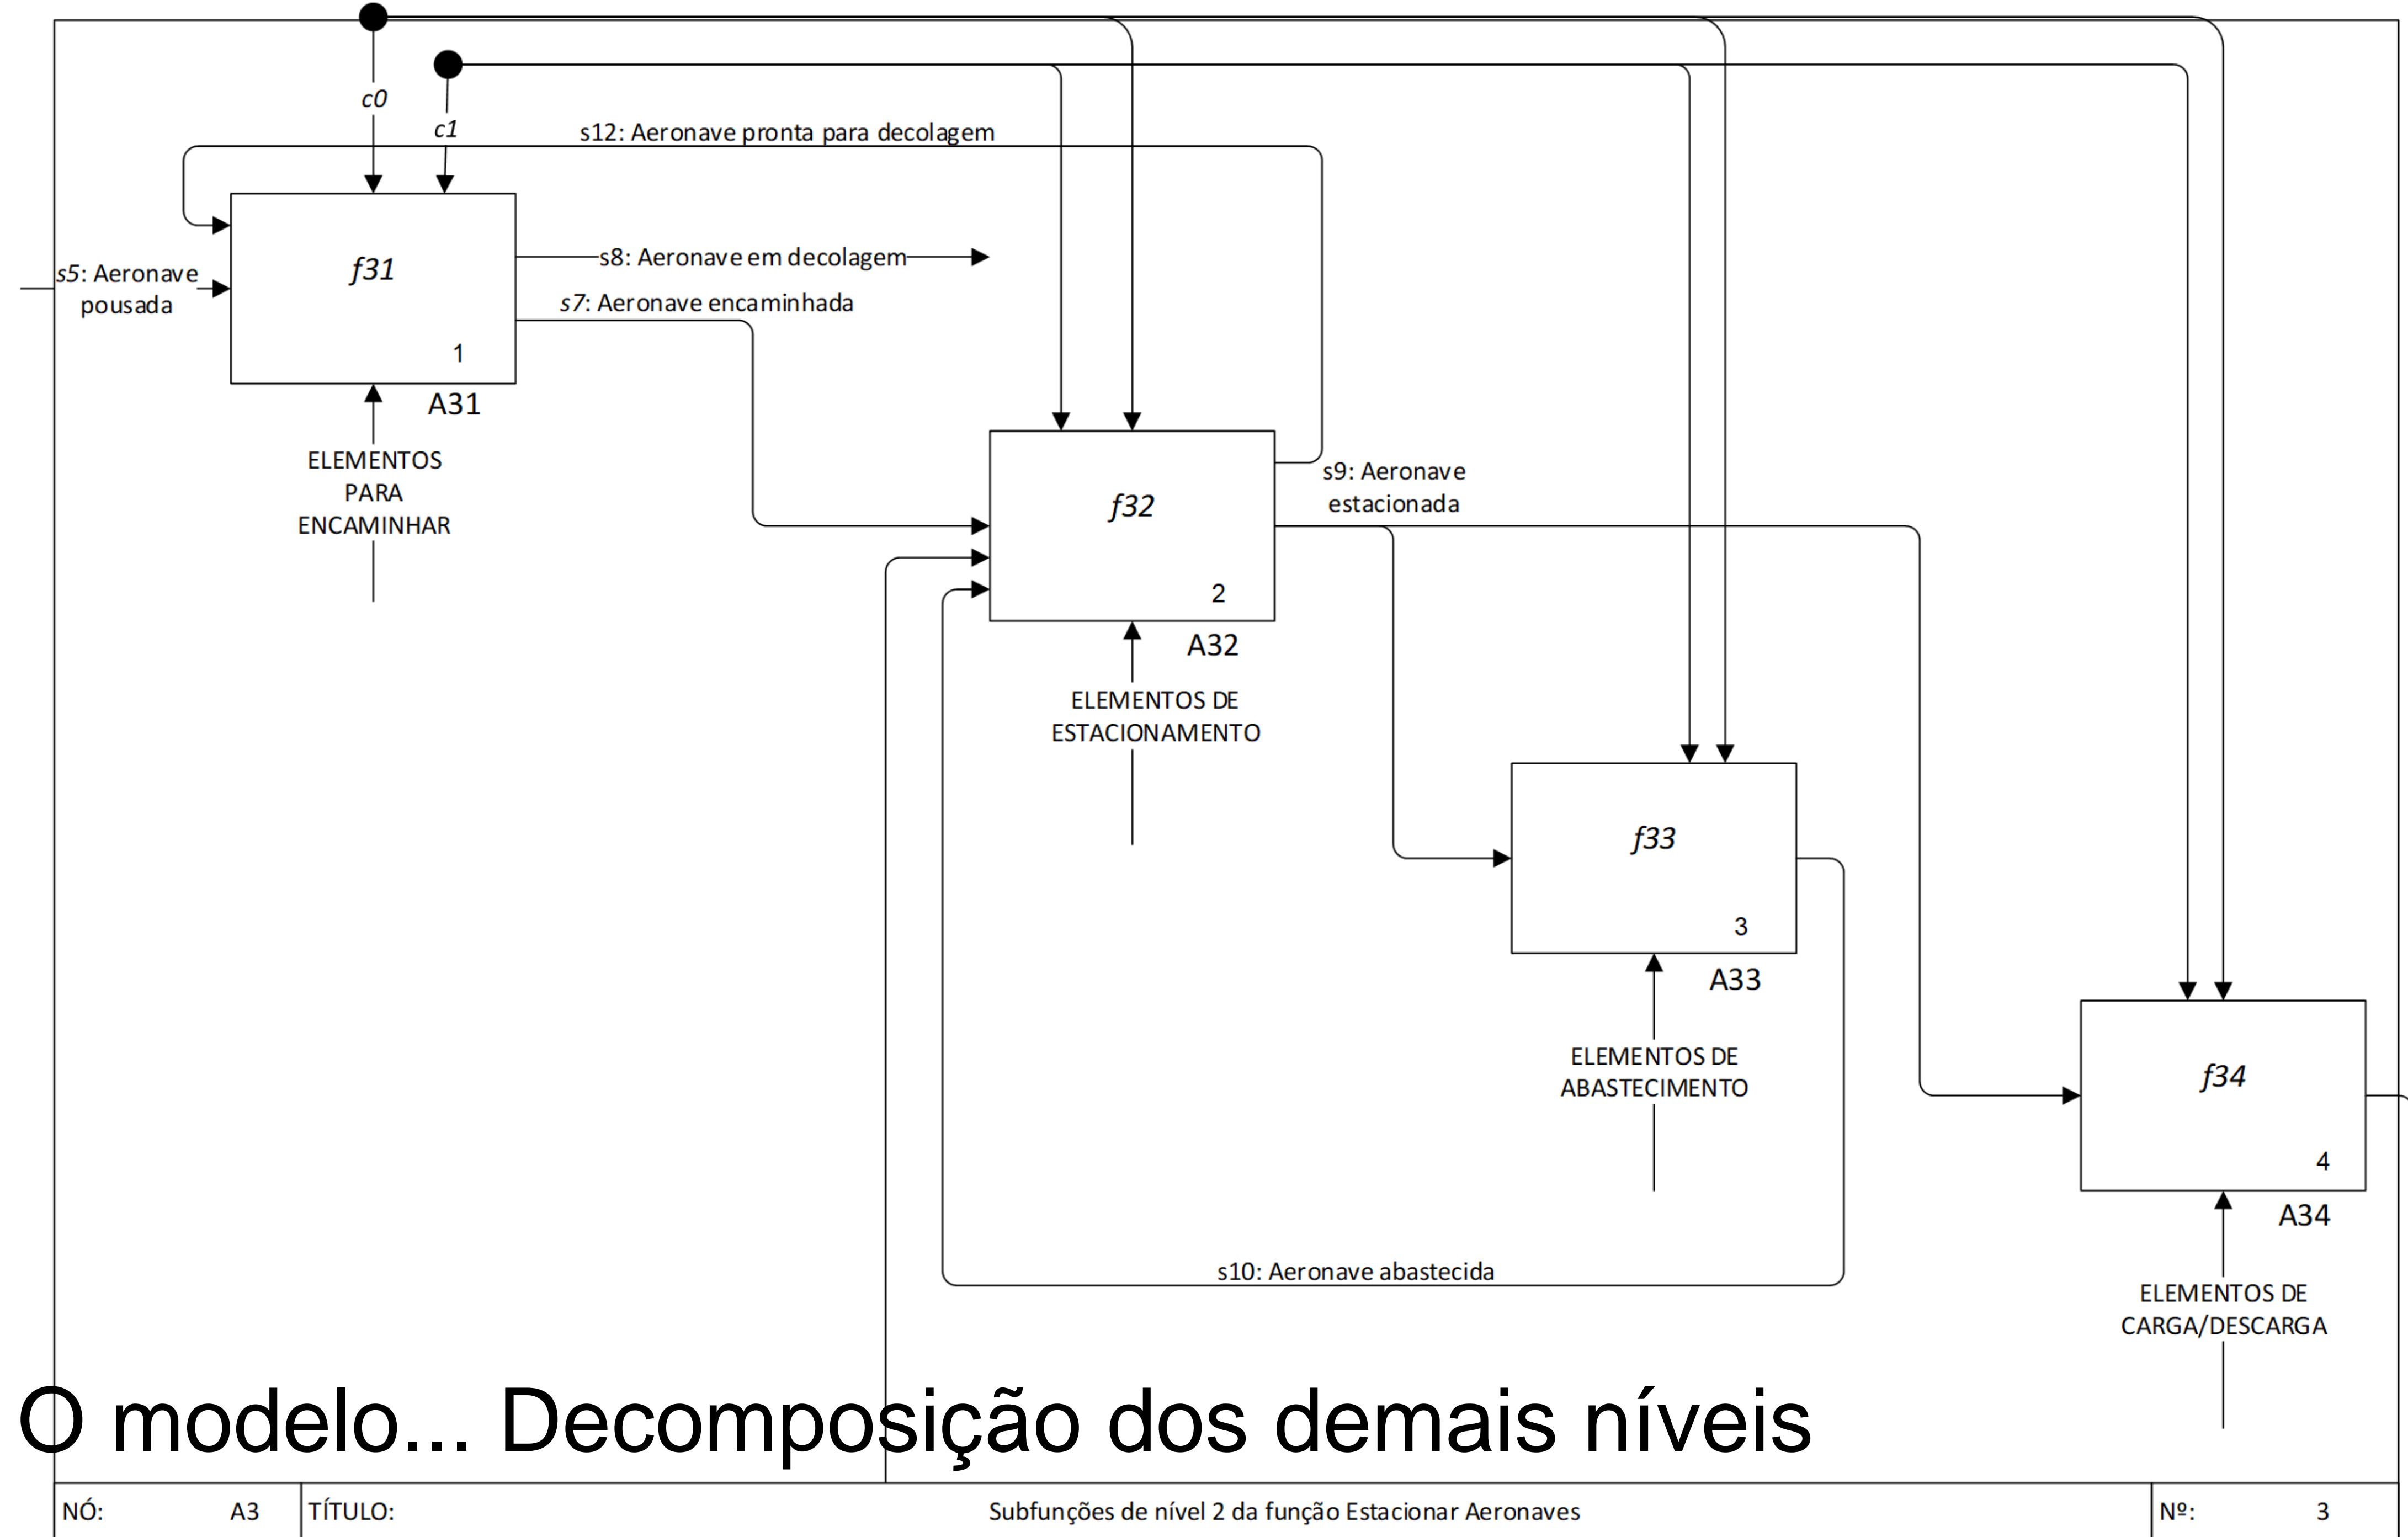 c0
c1
s12: Aeronave pronta para decolagem
s5: Aeronave
pousada
f31
1
A31
s8: Aeronave em decolagem
s7: Aeronave encaminhada
ELEMENTOS
PARA
ENCAMINHAR
f32
2
A32
s9: Aeronave
estacionada
ELEMENTOS DE
ESTACIONAMENTO
f33
3
A33
ELEMENTOS DE
ABASTECIMENTO
f34
4
A34
s10: Aeronave abastecida
ELEMENTOS DE
CARGA/DESCARGA
O modelo... Decomposição dos demais níveis
NÓ: A3 TÍTULO: Subfunções de nível 2 da função Estacionar Aeronaves Nº: 3